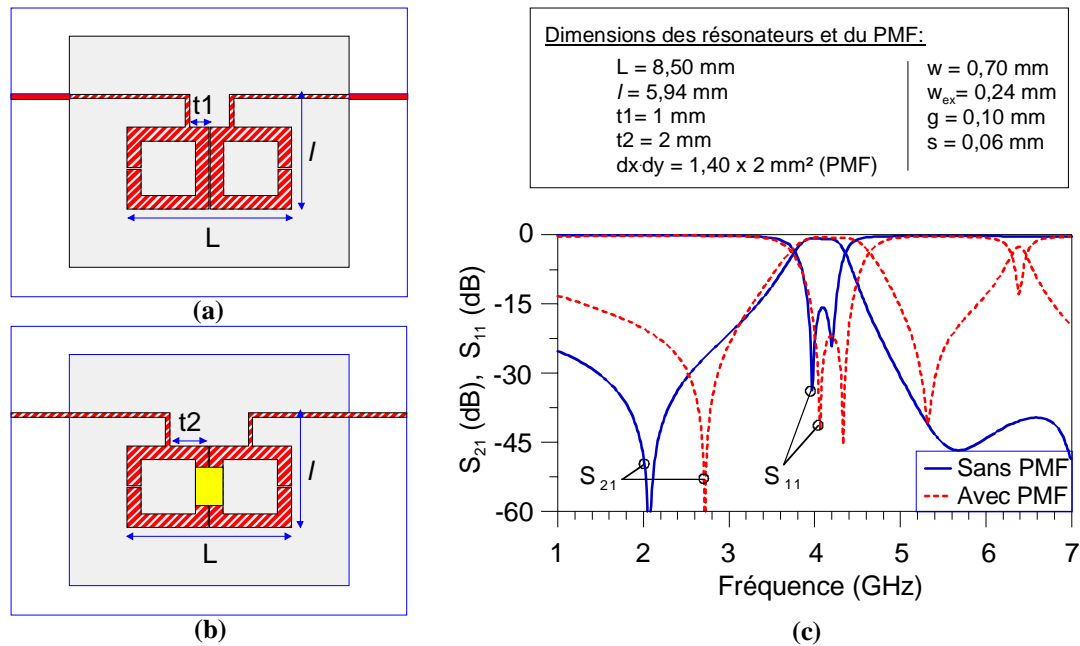 t1
l
L
(a)
t2
l
L
(b)
Dimensions des résonateurs et du PMF:
L = 8,50 mm
l = 5,94 mm
t1= 1 mm
t2 = 2 mm
dx·dy = 1,40 x 2 mm² (PMF)
w = 0,70 mm
wex= 0,24 mm
g = 0,10 mm
s = 0,06 mm
S21 (dB), S11 (dB)
0
-15
-30
-45
-60
S21
S11
Sans PMF
Avec PMF
1 2 3 4 5 6 7
Fréquence (GHz)
(c)